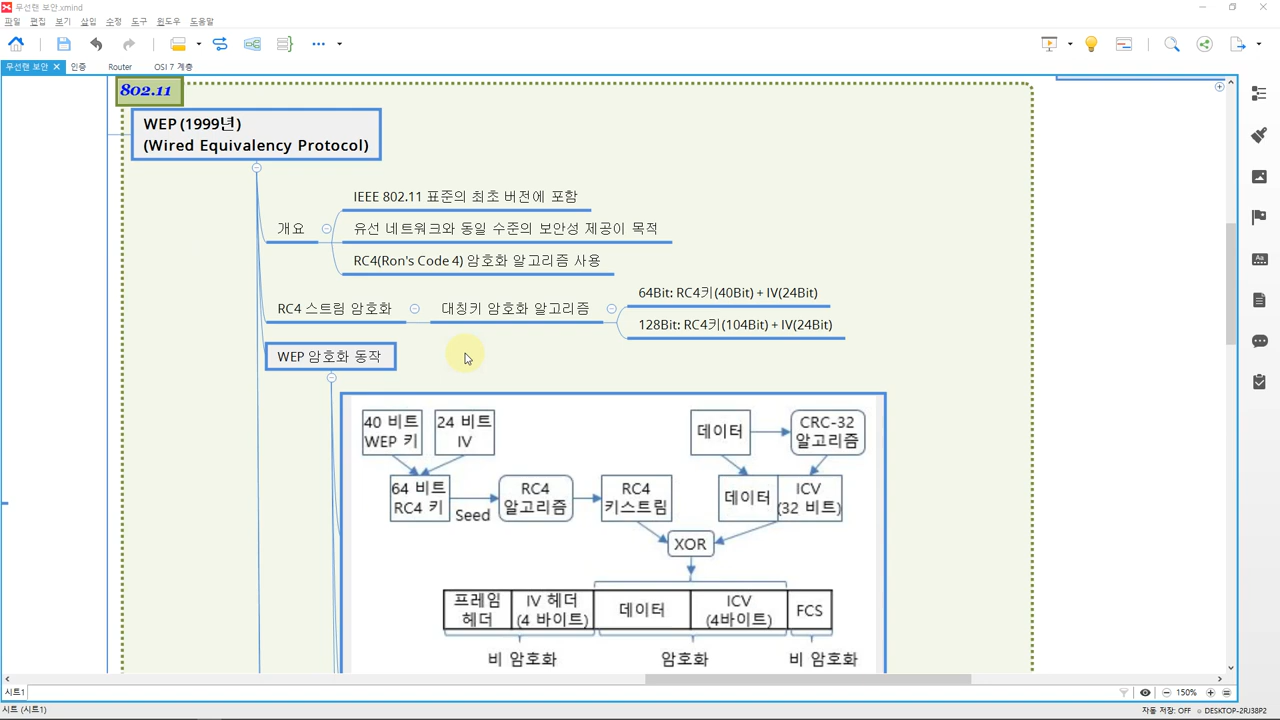 무선랜 보안.xmind
파일 편집 보기 삽입 수정 도구 윈도우 도움말
무선랜 보안 인증 Router OSI 7 계층
802.11
WEP (1999년)
(Wired Equivalency Protocol)
IEEE 802.11 표준의 최초 버전에 포함
개요
유선 네트워크와 동일 수준의 보안성 제공이 목적
RC4(Ron's Code 4) 암호화 알고리즘 사용
RC4 스트림 암호화
대칭키 암호화 알고리즘
64Bit: RC4키(40Bit) + IV(24Bit)
128Bit: RC4키(104Bit) + IV(24Bit)
WEP 암호화 동작
40 비트
WEP 키
24 비트
IV
데이터
CRC-32
알고리즘
64 비트
RC4 키
Seed
RC4
알고리즘
RC4
키스트림
데이터
ICV
(32 비트)
XOR
프레임
헤더
IV 헤더
(4 바이트)
데이터
ICV
(4바이트)
FCS
비 암호화
암호화
비 암호화
시트1
150%
시트 (시트1)
자동 저장: OFF
DESKTOP-2RJ38P2